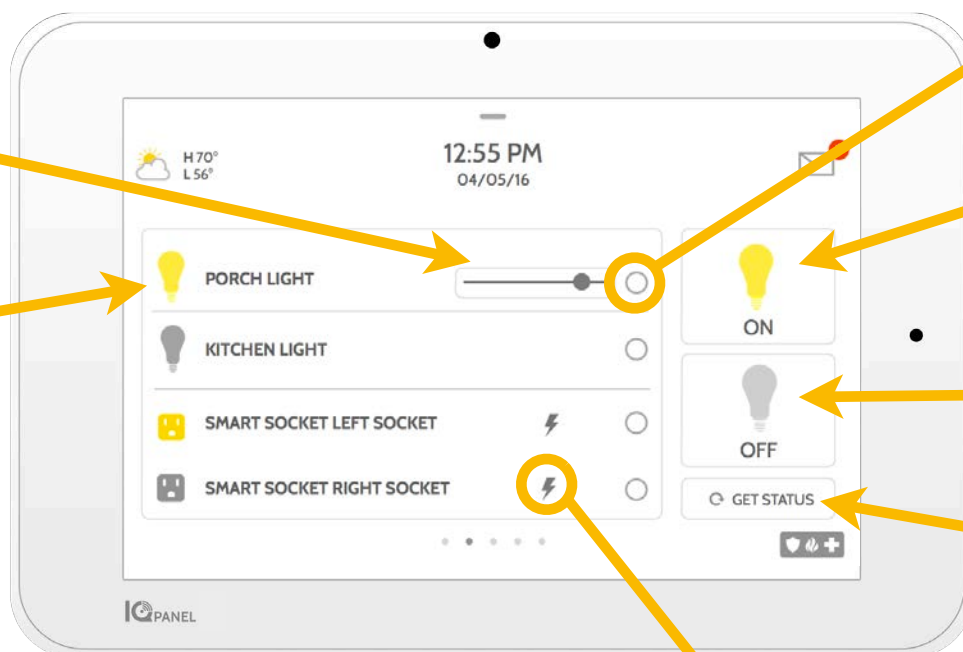 H 70°
L 56°
12:55 PM
04/05/16
PORCH LIGHT
KITCHEN LIGHT
SMART SOCKET LEFT SOCKET
SMART SOCKET RIGHT SOCKET
ON
OFF
GET STATUS
IQ PANEL